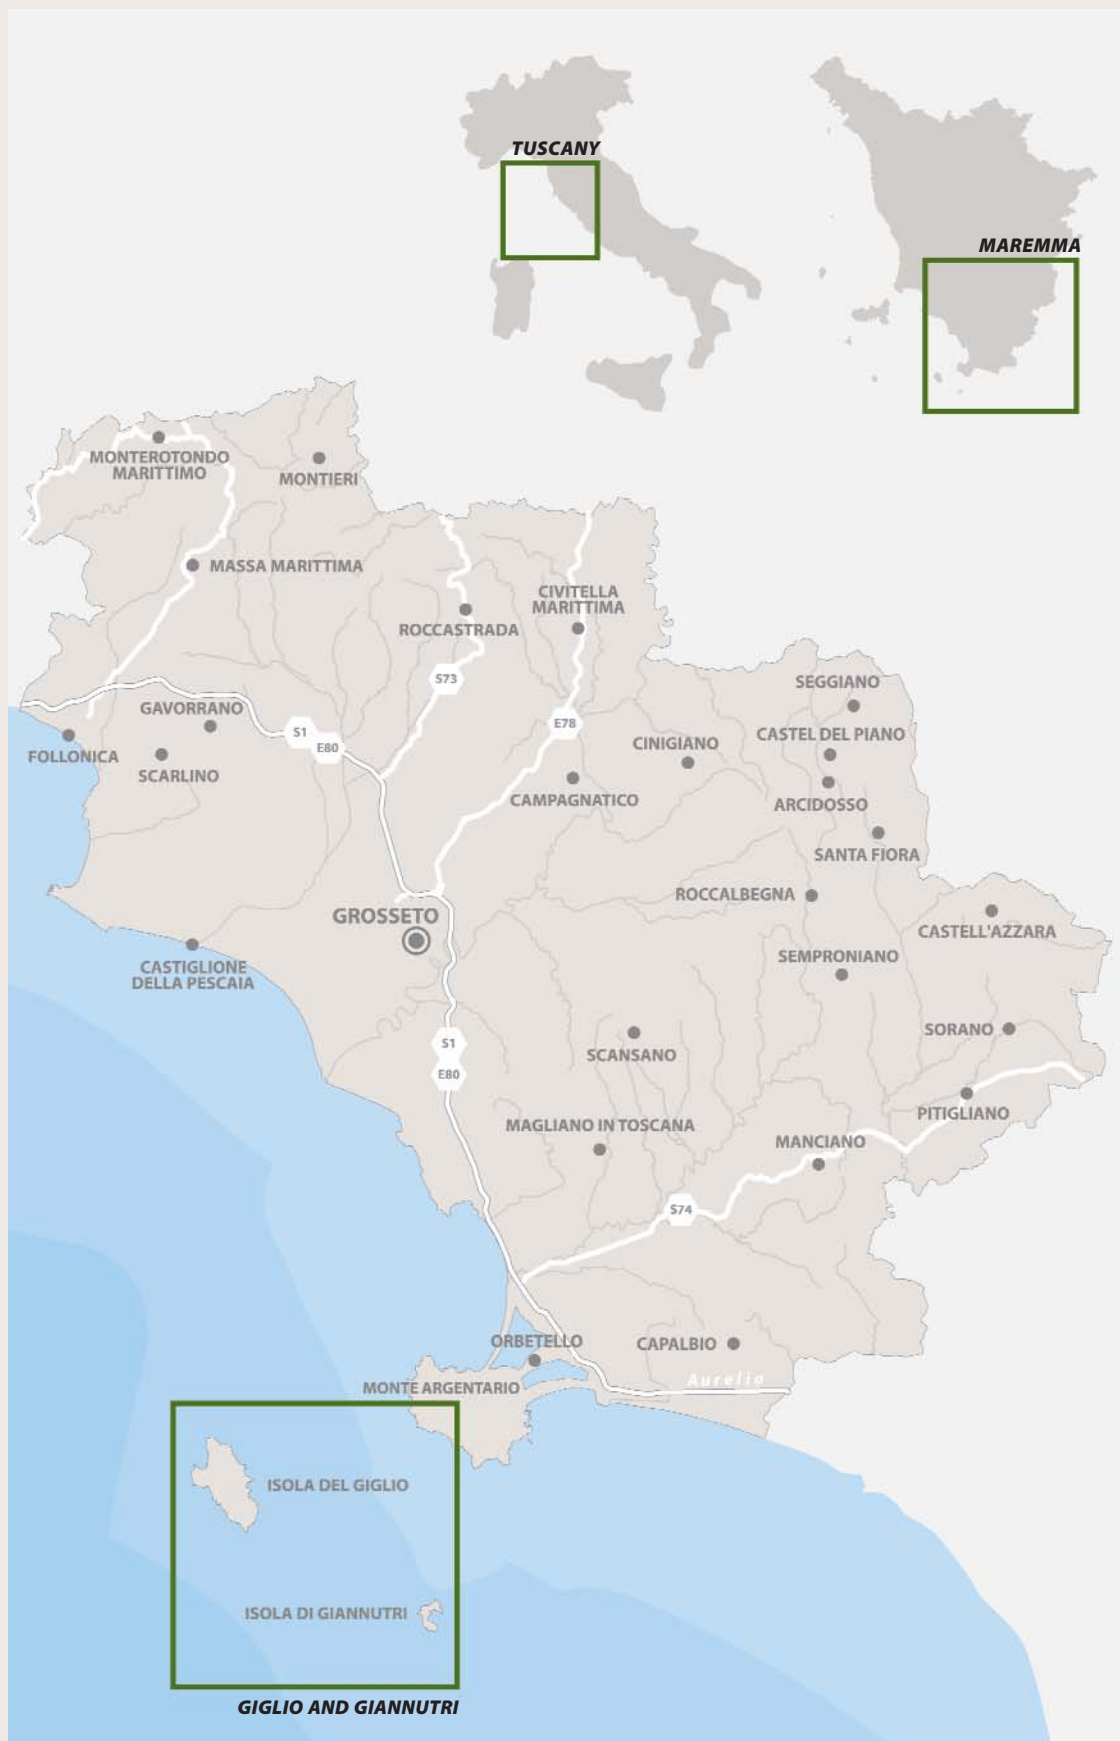 TUSCANY
MAREMMA
MONTEROTONDO
MARITTIMO
MONTIERI
MASSA MARITTIMA
CIVITELLA
MARITTIMA
ROCCASTRADA
S73
SEGGIANO
GAVORRANO
E78
S1
E80
CINIGIANO
CASTEL DEL PIANO
FOLLONICA
SCARLINO
CAMPAGNATICO
ARCIDOSSO
SANTA FIORA
ROCCALBEGNA
GROSSETO
CASTELL'AZZARA
SEMPRONIANO
CASTIGLIONE
DELLA PESCAIA
SORANO
S1
E80
SCANSANO
PITIGLIANO
MAGLIANO IN TOSCANA
MANCIANO
S74
ORBETELLO
CAPALBIO
Aurelia
MONTE ARGENTARIO
ISOLA DEL GIGLIO
ISOLA DI GIANNUTRI
GIGLIO AND GIANNUTRI